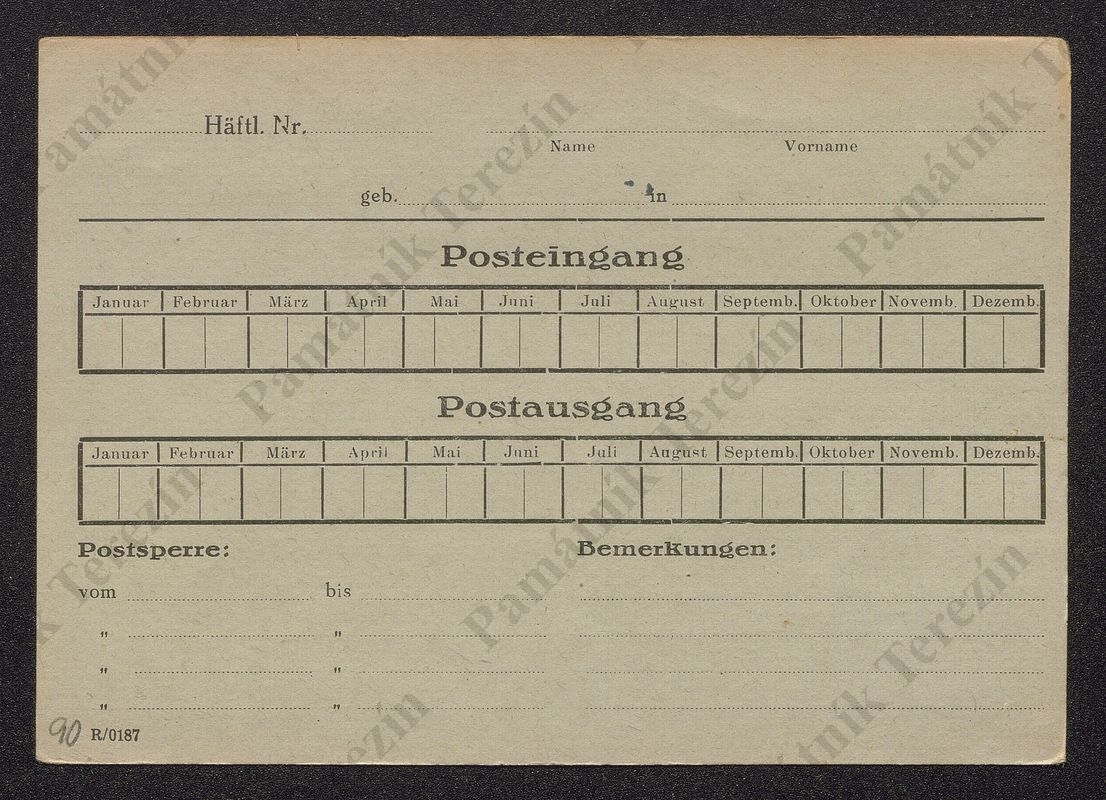 Häftl. Nr.
Name Vorname
geb. in
Posteingang
Januar Februar März April Mai Juni Juli August Septemb. Oktober Novemb. Dezemb.
Postausgang
Januar Februar März April Mai Juni Juli August Septemb. Oktober Novemb. Dezemb.
Postsperre: Bemerkungen:
vom bis
" "
" "
" "
90 R/0187
Památník Terezín